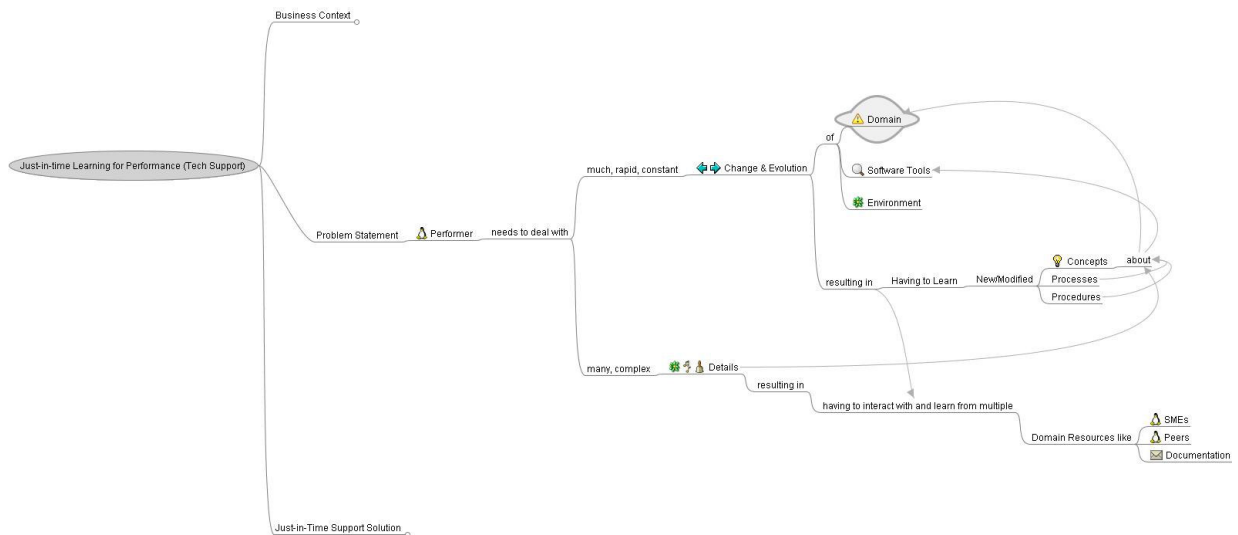 Business Context
Just-in-time Learning for Performance (Tech Support)
Problem Statement
Performer
needs to deal with
much, rapid, constant
Change & Evolution
of
Domain
Software Tools
Environment
resulting in
Having to Learn
New/Modified
Concepts
about
Processes
Procedures
many, complex
Details
resulting in
having to interact with and learn from multiple
Domain Resources like
SMEs
Peers
Documentation
Just-in-Time Support Solution